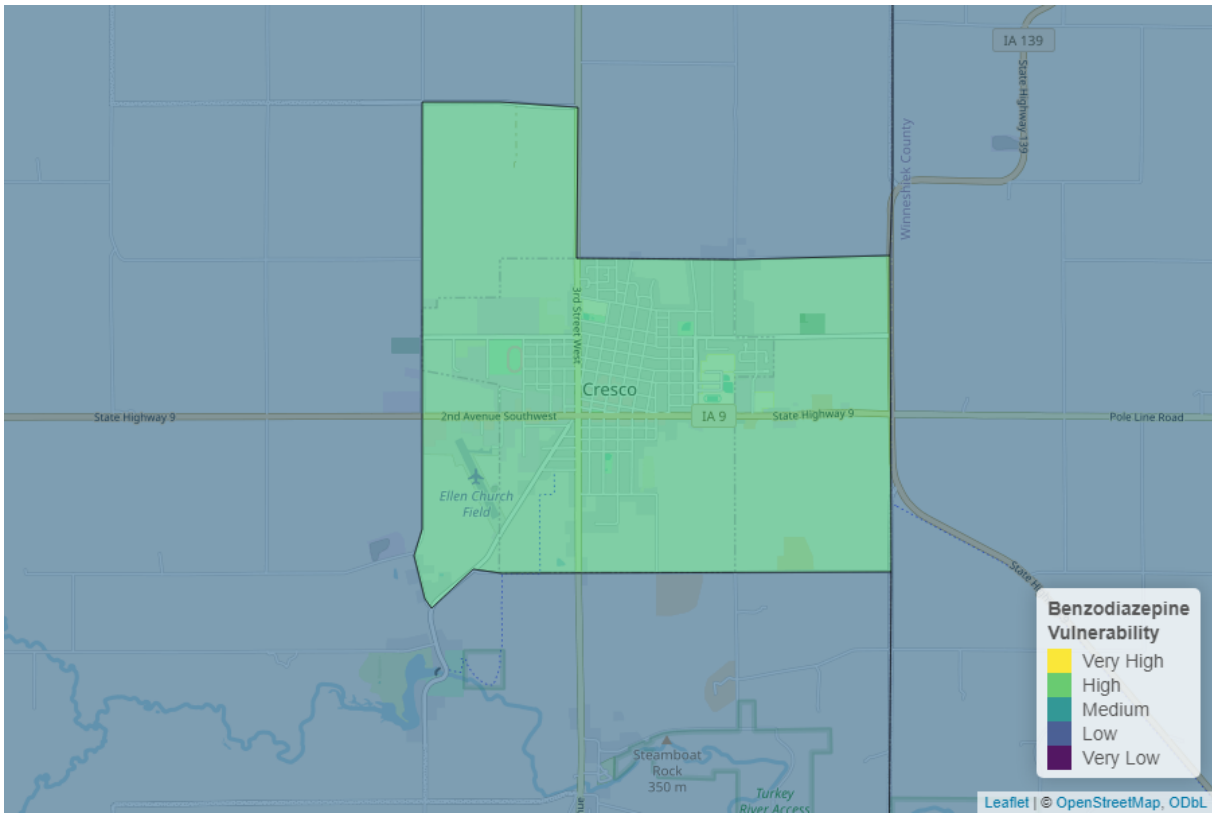 IA 139
State Highway 139
Winneshiek County
3rd Street West
Cresco
State Highway 9
2nd Avenue Southwest
IA 9
State Highway 9
Pole Line Road
Ellen Church
Field
State H
Benzodiazepine
Vulnerability
Very High
High
Medium
Low
Very Low
Steamboat
Rock
350 m
Turkey
River Access
Leaflet | © OpenStreetMap, ODbL